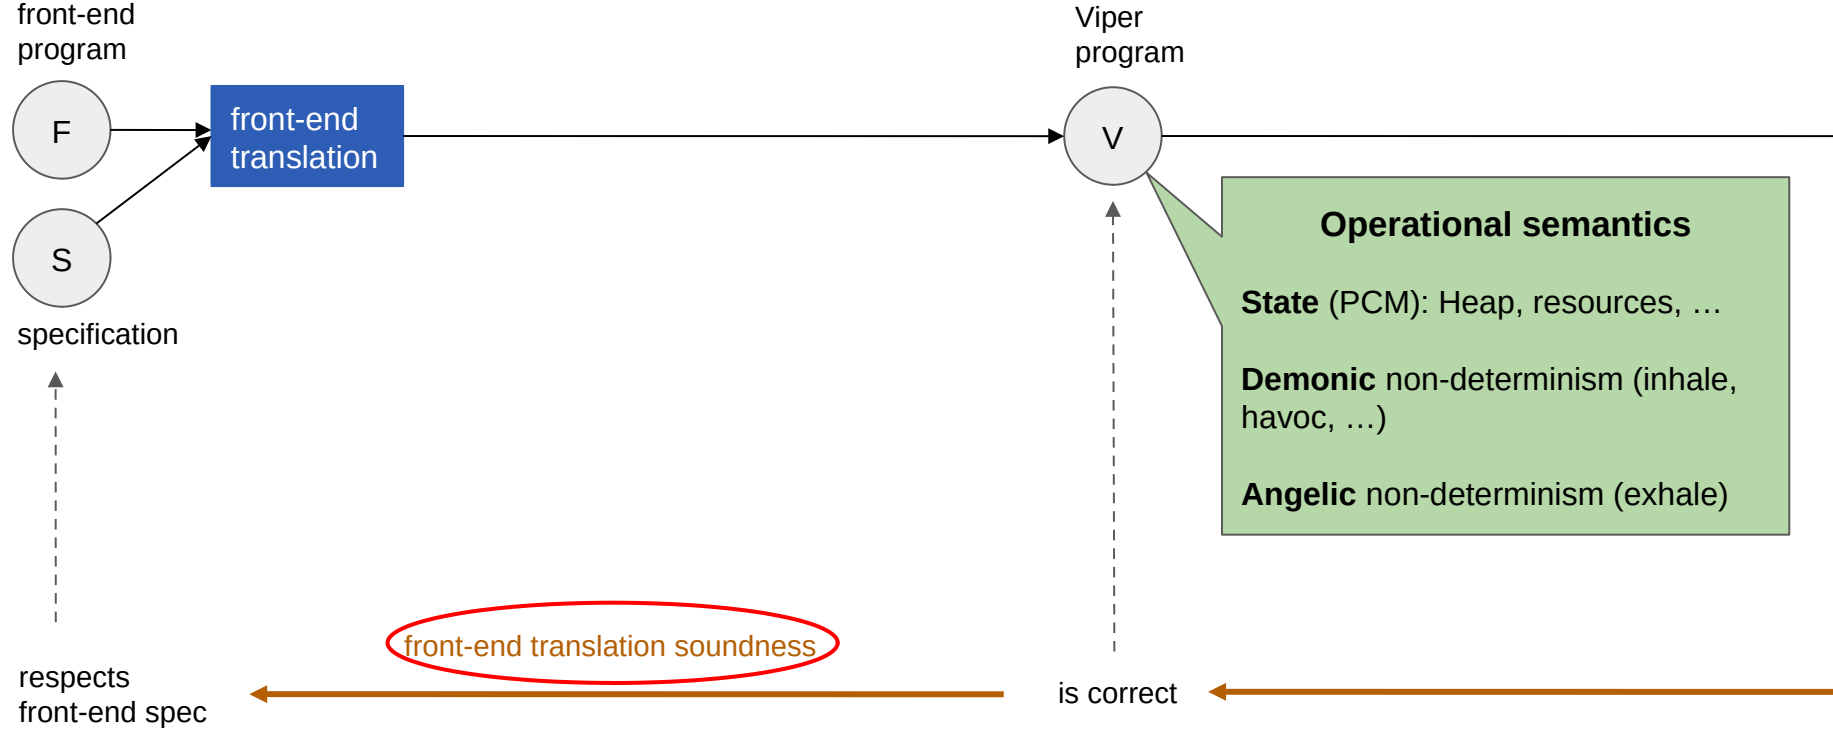 front-end
program
F
S
specification
front-end
translation
Viper
program
V
Operational semantics
State (PCM): Heap, resources, …
Demonic non-determinism (inhale,
havoc, …)
Angelic non-determinism (exhale)
front-end translation soundness
respects
front-end spec
is correct